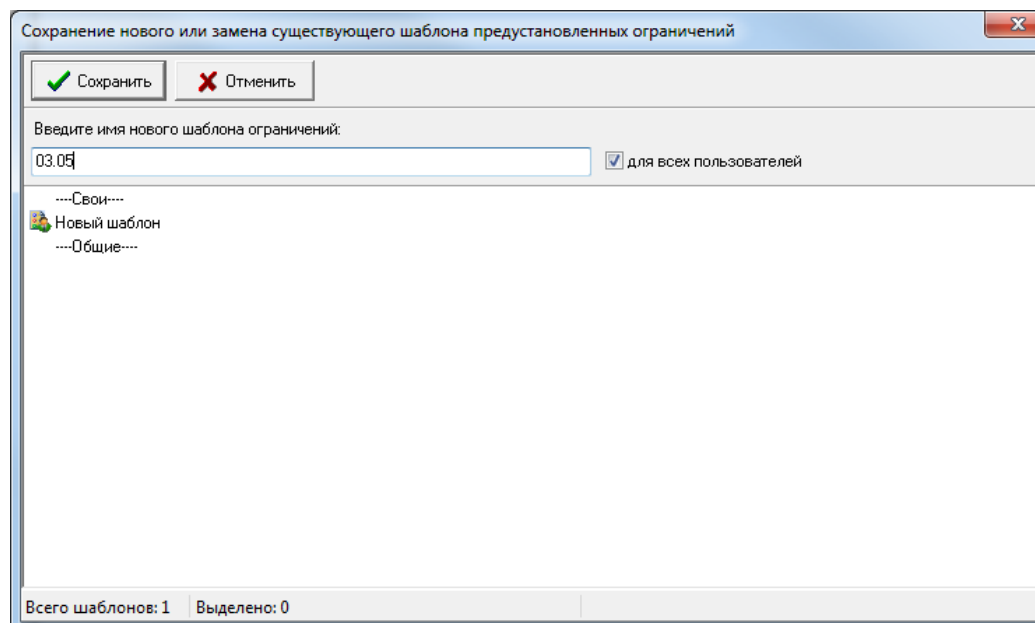 Сохранение нового или замена существующего шаблона предустановленных ограничений
Сохранить Отменить
Введите имя нового шаблона ограничений:
03.05 для всех пользователей
----Свои----
Новый шаблон
----Общие----
Всего шаблонов: 1 Выделено: 0